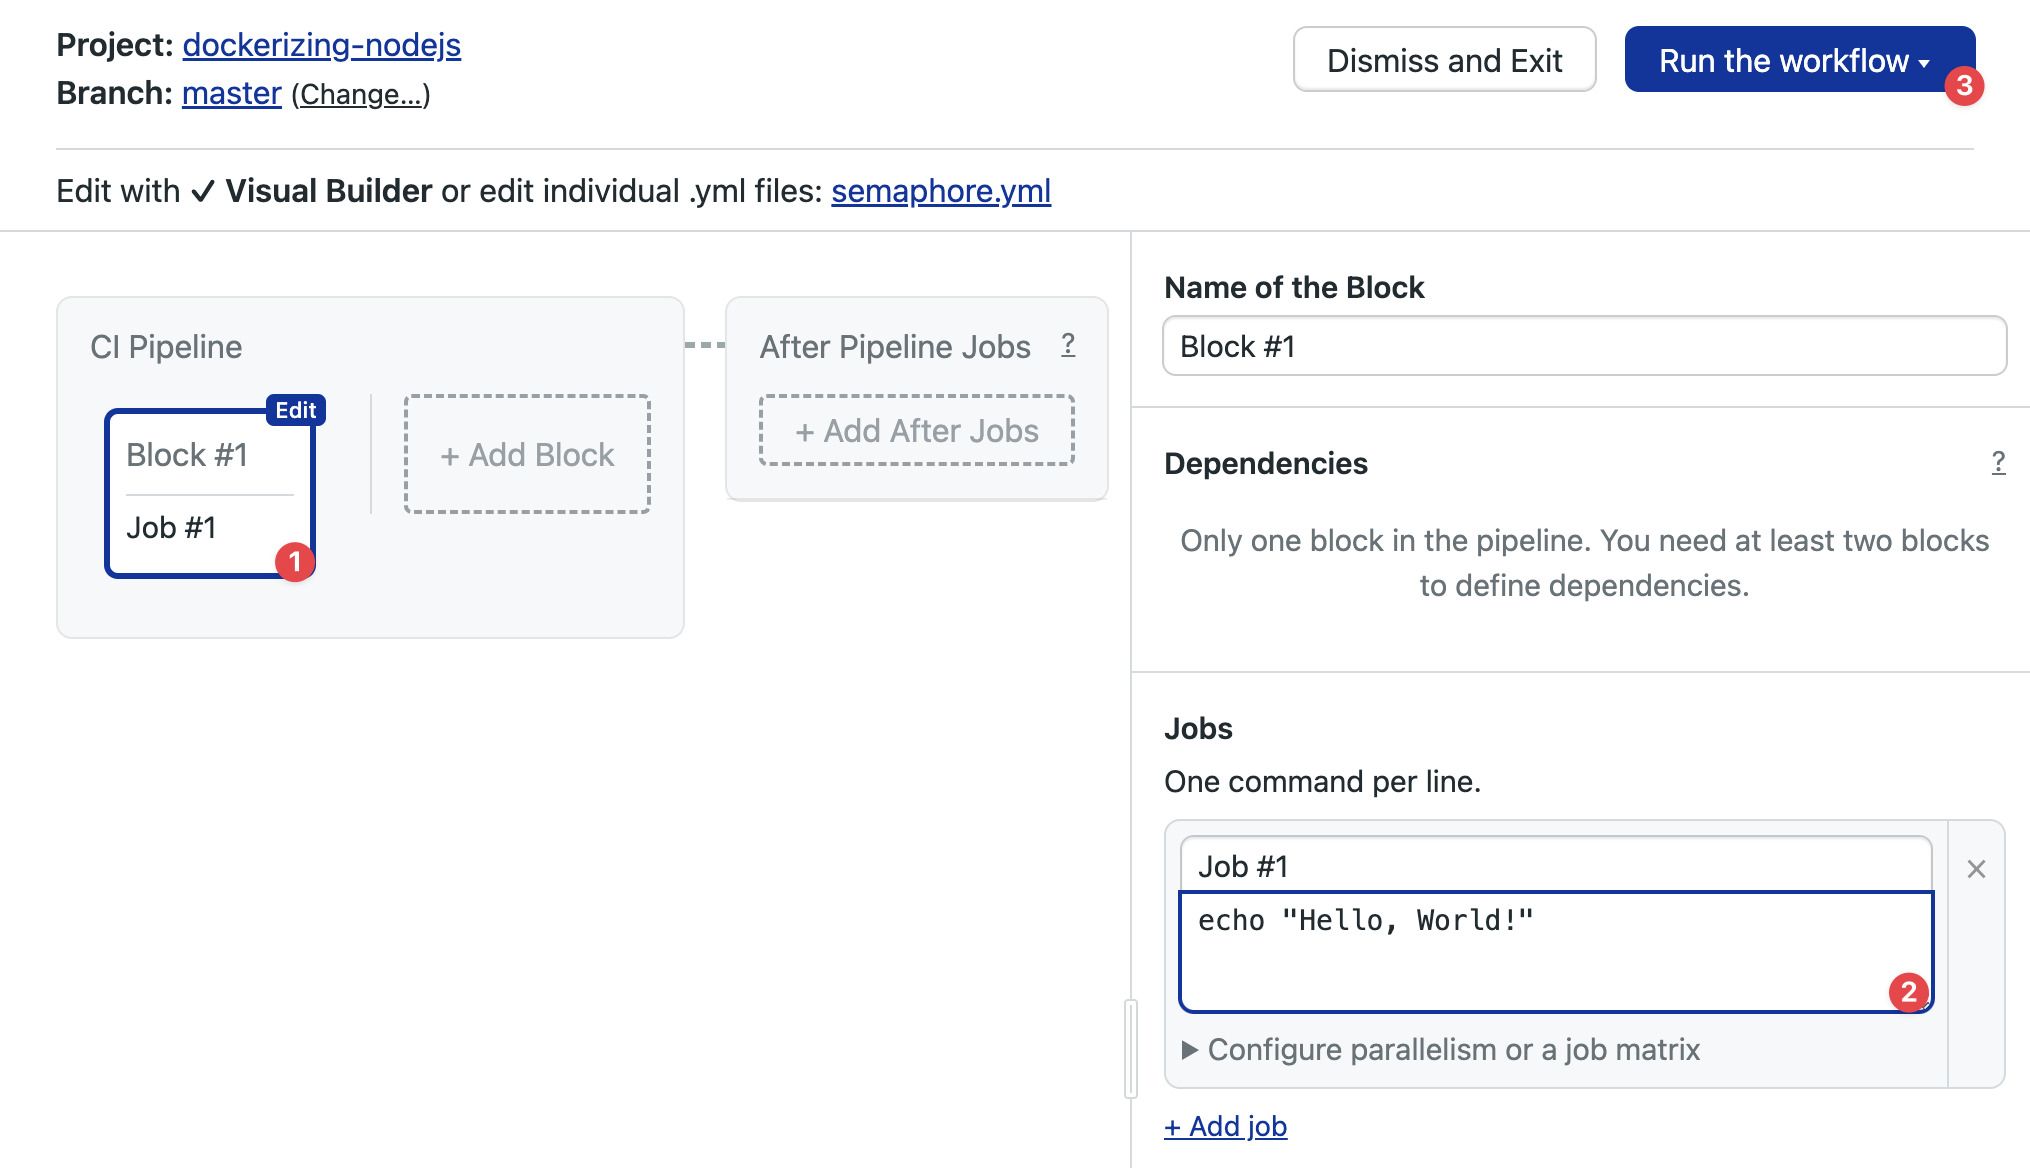 Project: dockerizing-nodejs
Branch: master (Change...)
Dismiss and Exit
Run the workflow
3
Edit with ✓ Visual Builder or edit individual .yml files: semaphore.yml
CI Pipeline
Edit
Block #1
Job #1
1
+ Add Block
After Pipeline Jobs ?
+ Add After Jobs
Name of the Block
Block #1
Dependencies ?
Only one block in the pipeline. You need at least two blocks
to define dependencies.
Jobs
One command per line.
Job #1
×
echo "Hello, World!"
2
Configure parallelism or a job matrix
+ Add job